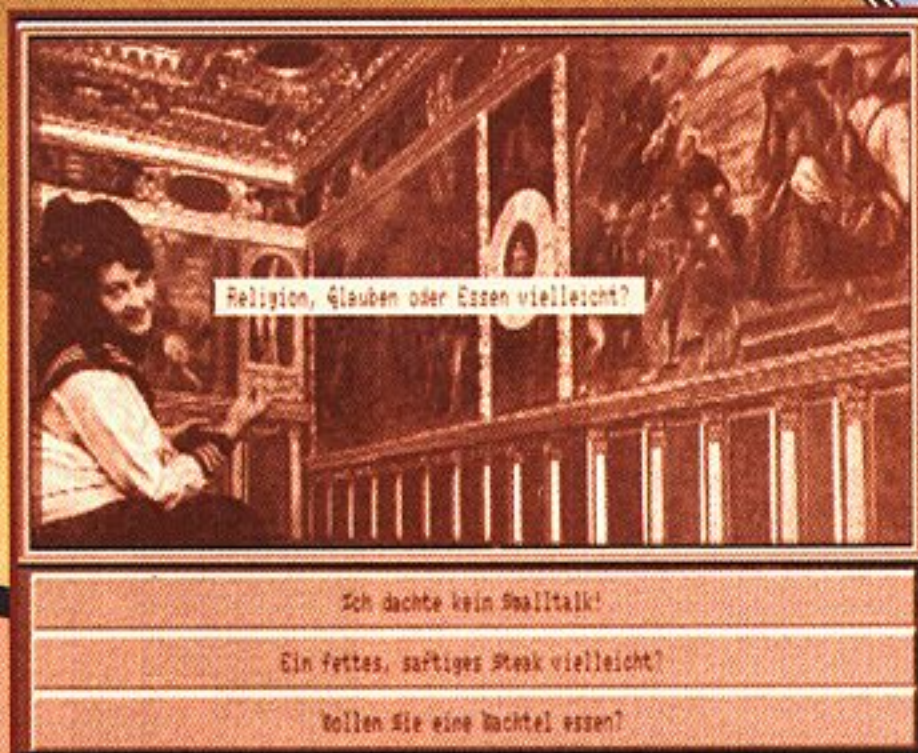 Religion, Glauben oder Essen vielleicht?
Ich dachte kein Smalltalk!
Ein fettes, saftiges Steak vielleicht?
Wollen Sie eine Wachtel essen?